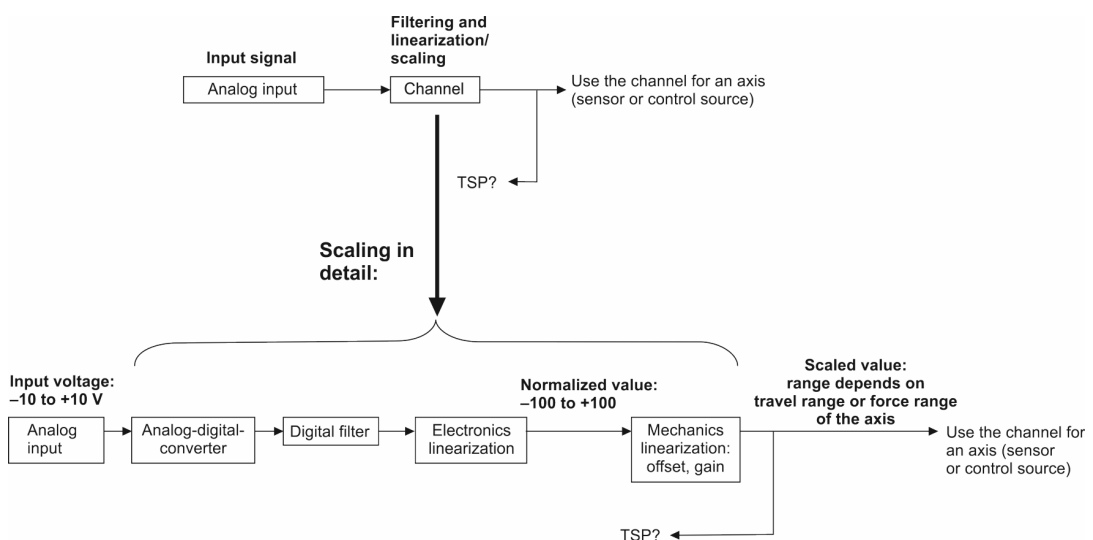 Filtering and
linearization/
scaling
Input signal
Analog input
Channel
Use the channel for an axis
(sensor or control source)
TSP?
Scaling in
detail:
Input voltage:
–10 to +10 V
Normalized value:
–100 to +100
Scaled value:
range depends on
travel range or force range
of the axis
Analog
input
Analog-digital-
converter
Digital filter
Electronics
linearization
Mechanics
linearization:
offset, gain
Use the channel for
an axis (sensor
or control source)
TSP?